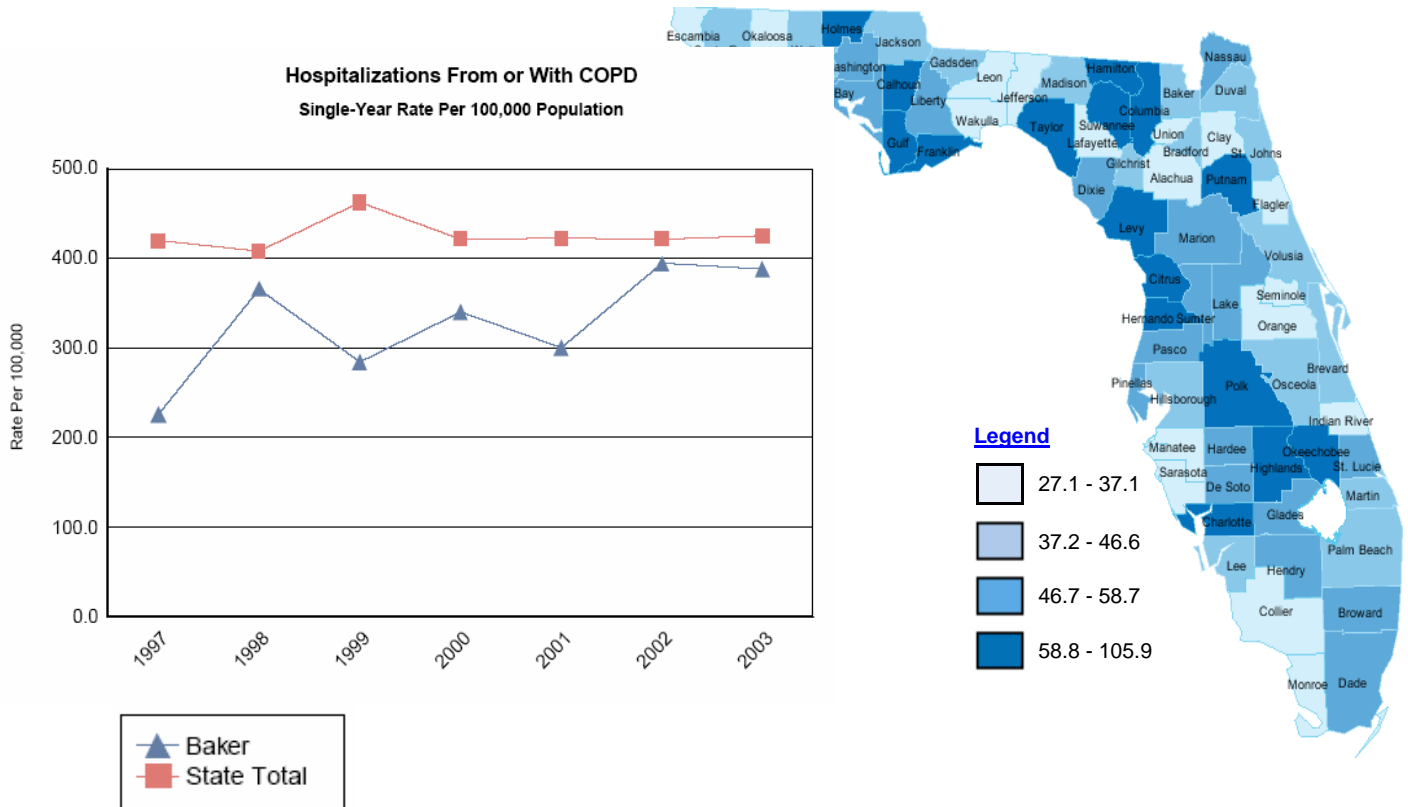 Hospitalizations From or With COPD
Single-Year Rate Per 100,000 Population
Rate Per 100,000
500.0
400.0
300.0
200.0
100.0
0.0
1997
1998
1999
2000
2001
2002
2003
Baker
State Total
Escambia
Okaloosa
Holmes
Jackson
Nassau
ashington
Gadsden
Leon
Madison
Hamilton
Calhoun
Bay
Liberty
Jefferson
Columbia
Baker
Duval
Wakulla
Taylor
Suwannee
Union
Clay
Gulf
Franklin
Lafayette
Bradford
St. Johns
Gilchrist
Alachua
Putnam
Dixie
Flagler
Levy
Marion
Volusia
Citrus
Lake
Seminole
Hernando
Sumter
Orange
Pasco
Brevard
Pinellas
Polk
Osceola
Hillsborough
Indian River
Manatee
Hardee
Okeechobee
Sarasota
Highlands
St. Lucie
De Soto
Martin
Charlotte
Glades
Palm Beach
Lee
Hendry
Collier
Broward
Monroe
Dade
Legend
27.1 - 37.1
37.2 - 46.6
46.7 - 58.7
58.8 - 105.9